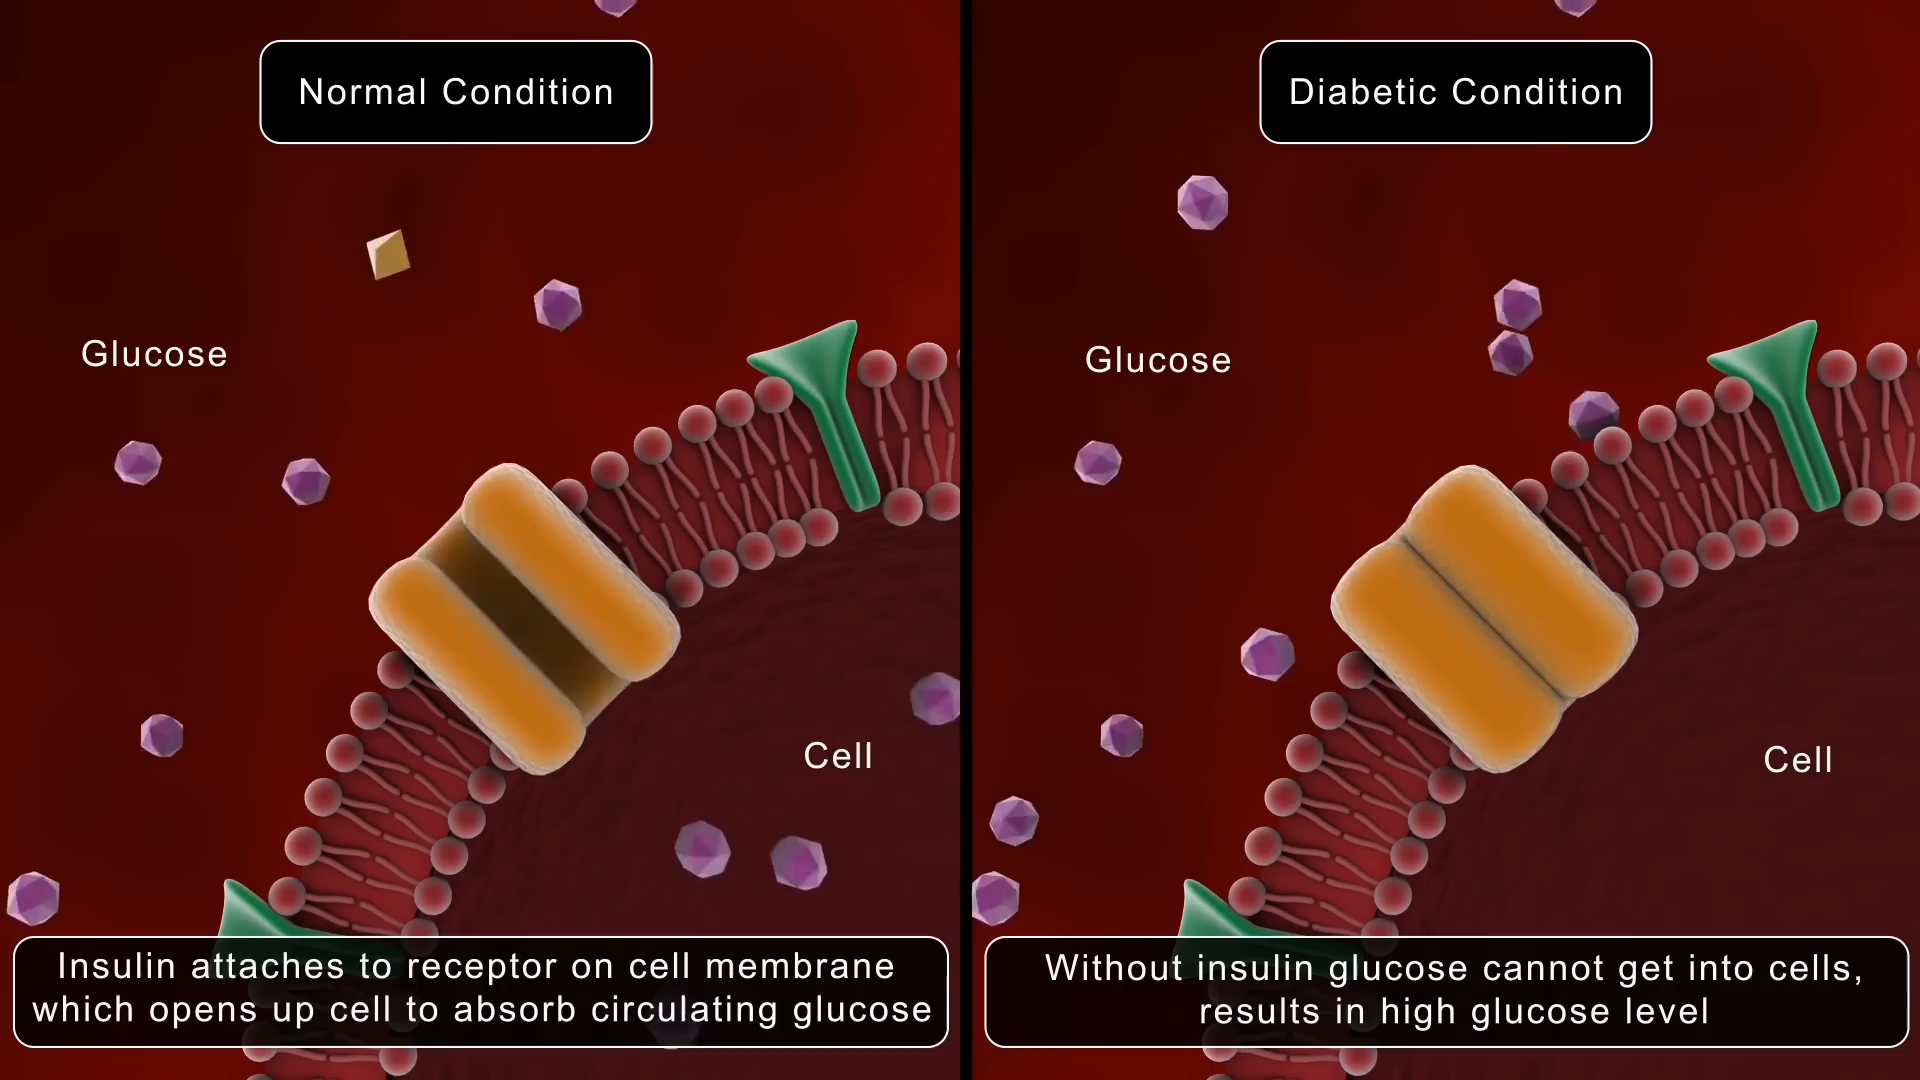 Normal Condition
Glucose
Cell
Insulin attaches to receptor on cell membrane
which opens up cell to absorb circulating glucose
Diabetic Condition
Glucose
Cell
Without insulin glucose cannot get into cells,
results in high glucose level